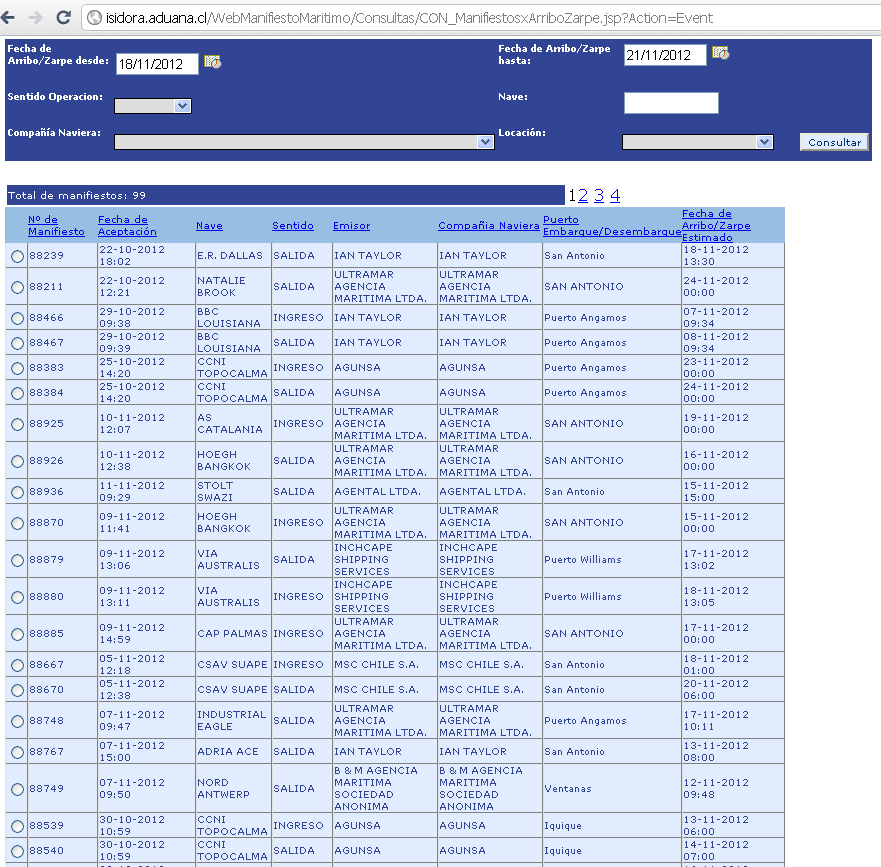 isidora.aduana.cl/WebManifiestoMaritimo/Consultas/CON_ManifiestosxArriboZarpe.jsp?Action=Event
Fecha de Arribo/Zarpe desde: 18/11/2012 Fecha de Arribo/Zarpe hasta: 21/11/2012
Sentido Operacion: Nave:
Compañía Naviera: Locación: Consultar
Total de manifiestos: 99 1 2 3 4
Nº de Manifiesto Fecha de Aceptación Nave Sentido Emisor Compañia Naviera Puerto Embarque/Desembarque Fecha de Arribo/Zarpe Estimado
88239 22-10-2012 18:02 E.R. DALLAS SALIDA IAN TAYLOR IAN TAYLOR San Antonio 18-11-2012 13:30
88211 22-10-2012 12:21 NATALIE BROOK SALIDA ULTRAMAR AGENCIA MARITIMA LTDA. ULTRAMAR AGENCIA MARITIMA LTDA. SAN ANTONIO 24-11-2012 00:00
88466 29-10-2012 09:38 BBC LOUISIANA INGRESO IAN TAYLOR IAN TAYLOR Puerto Angamos 07-11-2012 09:34
88467 29-10-2012 09:39 BBC LOUISIANA SALIDA IAN TAYLOR IAN TAYLOR Puerto Angamos 08-11-2012 09:34
88383 25-10-2012 14:20 CCNI TOPOCALMA INGRESO AGUNSA AGUNSA Puerto Angamos 23-11-2012 00:00
88384 25-10-2012 14:20 CCNI TOPOCALMA SALIDA AGUNSA AGUNSA Puerto Angamos 24-11-2012 00:00
88925 10-11-2012 12:07 AS CATALANIA INGRESO ULTRAMAR AGENCIA MARITIMA LTDA. ULTRAMAR AGENCIA MARITIMA LTDA. SAN ANTONIO 19-11-2012 00:00
88926 10-11-2012 12:38 HOEGH BANGKOK SALIDA ULTRAMAR AGENCIA MARITIMA LTDA. ULTRAMAR AGENCIA MARITIMA LTDA. SAN ANTONIO 16-11-2012 00:00
88936 11-11-2012 09:29 STOLT SWAZI SALIDA AGENTAL LTDA. AGENTAL LTDA. San Antonio 15-11-2012 15:00
88870 09-11-2012 11:41 HOEGH BANGKOK INGRESO ULTRAMAR AGENCIA MARITIMA LTDA. ULTRAMAR AGENCIA MARITIMA LTDA. SAN ANTONIO 15-11-2012 00:00
88879 09-11-2012 13:06 VIA AUSTRALIS SALIDA INCHCAPE SHIPPING SERVICES INCHCAPE SHIPPING SERVICES Puerto Williams 17-11-2012 13:02
88880 09-11-2012 13:11 VIA AUSTRALIS INGRESO INCHCAPE SHIPPING SERVICES INCHCAPE SHIPPING SERVICES Puerto Williams 18-11-2012 13:05
88885 09-11-2012 14:59 CAP PALMAS INGRESO ULTRAMAR AGENCIA MARITIMA LTDA. ULTRAMAR AGENCIA MARITIMA LTDA. SAN ANTONIO 17-11-2012 00:00
88667 05-11-2012 12:18 CSAV SUAPE INGRESO MSC CHILE S.A. MSC CHILE S.A. San Antonio 18-11-2012 01:00
88670 05-11-2012 12:38 CSAV SUAPE SALIDA MSC CHILE S.A. MSC CHILE S.A. San Antonio 20-11-2012 06:00
88748 07-11-2012 09:47 INDUSTRIAL EAGLE SALIDA ULTRAMAR AGENCIA MARITIMA LTDA. ULTRAMAR AGENCIA MARITIMA LTDA. Puerto Angamos 17-11-2012 10:11
88767 07-11-2012 15:00 ADRIA ACE SALIDA IAN TAYLOR IAN TAYLOR San Antonio 13-11-2012 08:00
88749 07-11-2012 09:50 NORD ANTWERP SALIDA B & M AGENCIA MARITIMA SOCIEDAD ANONIMA B & M AGENCIA MARITIMA SOCIEDAD ANONIMA Ventanas 12-11-2012 09:48
88539 30-10-2012 10:59 CCNI TOPOCALMA INGRESO AGUNSA AGUNSA Iquique 13-11-2012 06:00
88540 30-10-2012 10:59 CCNI TOPOCALMA SALIDA AGUNSA AGUNSA Iquique 14-11-2012 07:00